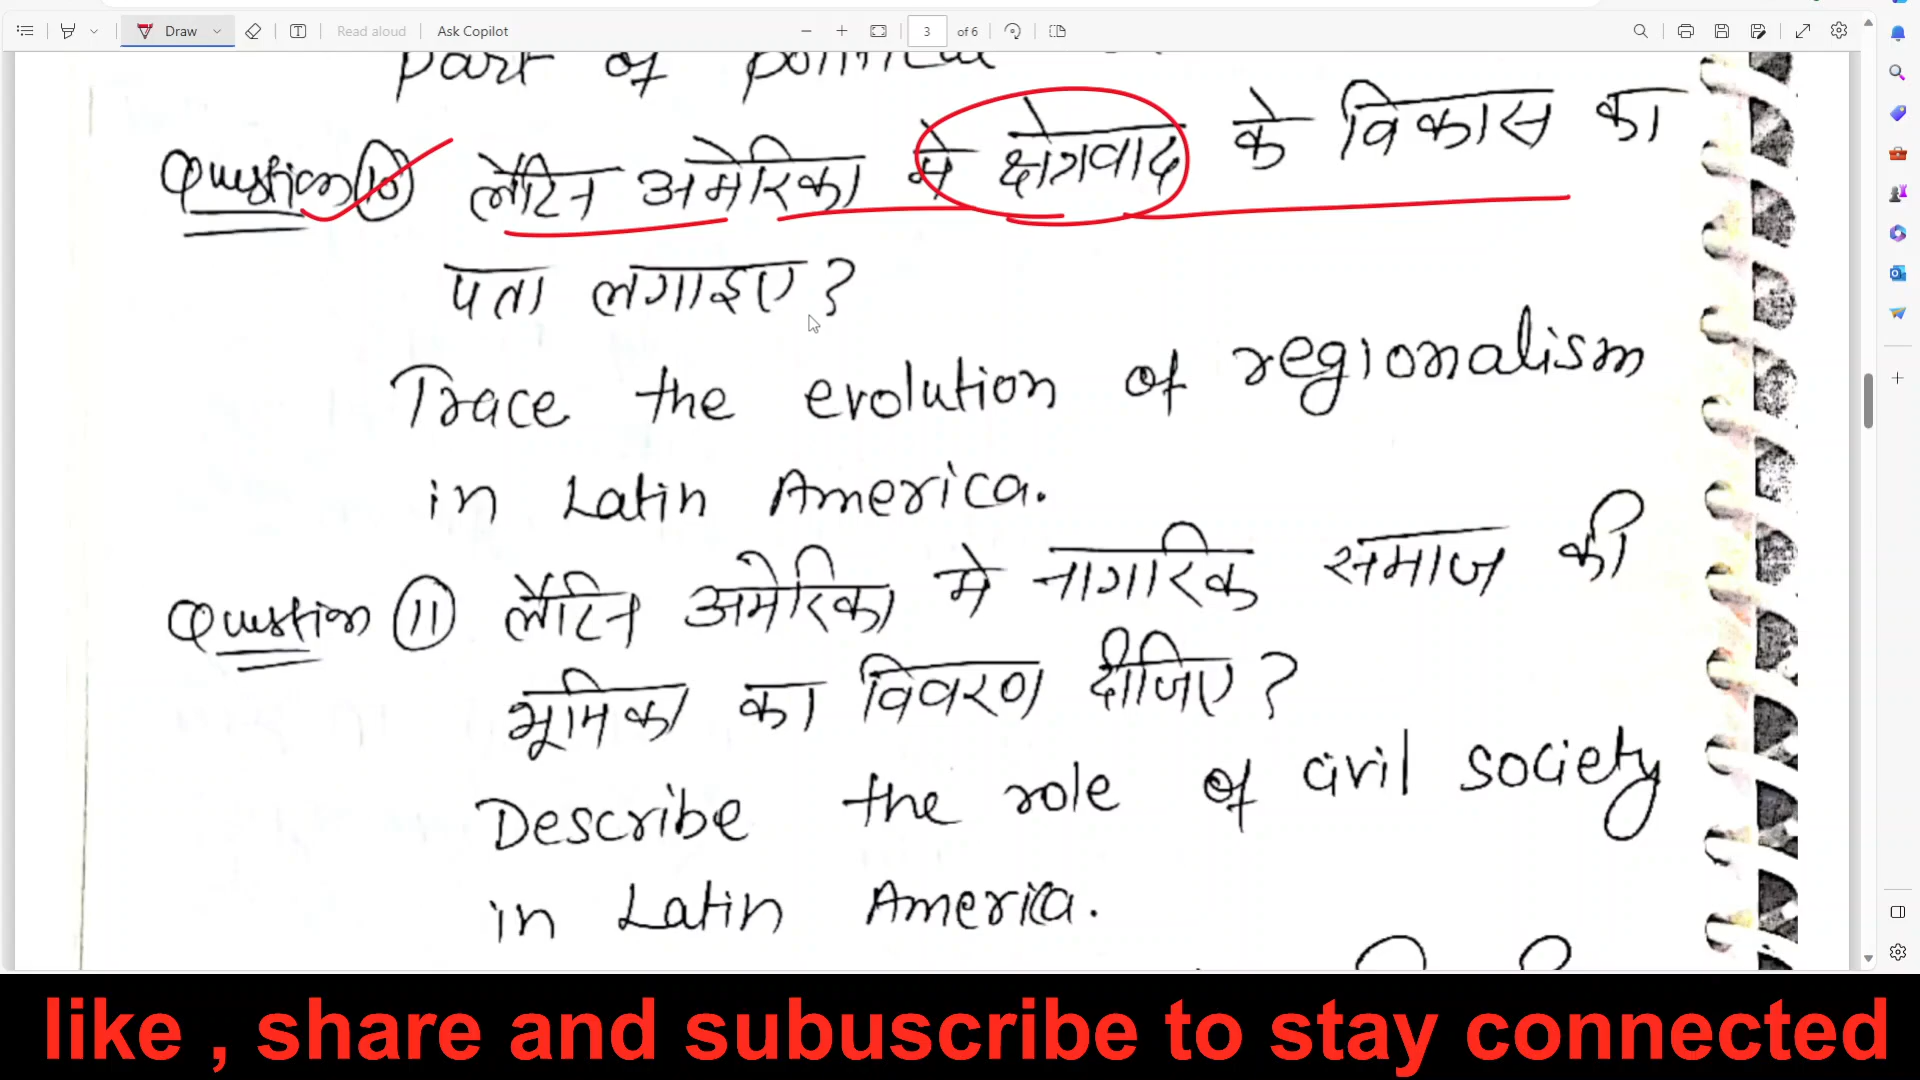 Draw
Read aloud
Ask Copilot
3
of 6
part of
Question 10 लैटिन अमेरिका मे क्षेत्रवाद के विकास का
पता लगाइए?
Trace the evolution of regionalism
in Latin America.
Question 11 लैटिन अमेरिका मे नागरिक समाज की
भूमिका का विवरण दीजिए?
Describe the role of civil society
in Latin America.
like , share and subuscribe to stay connected